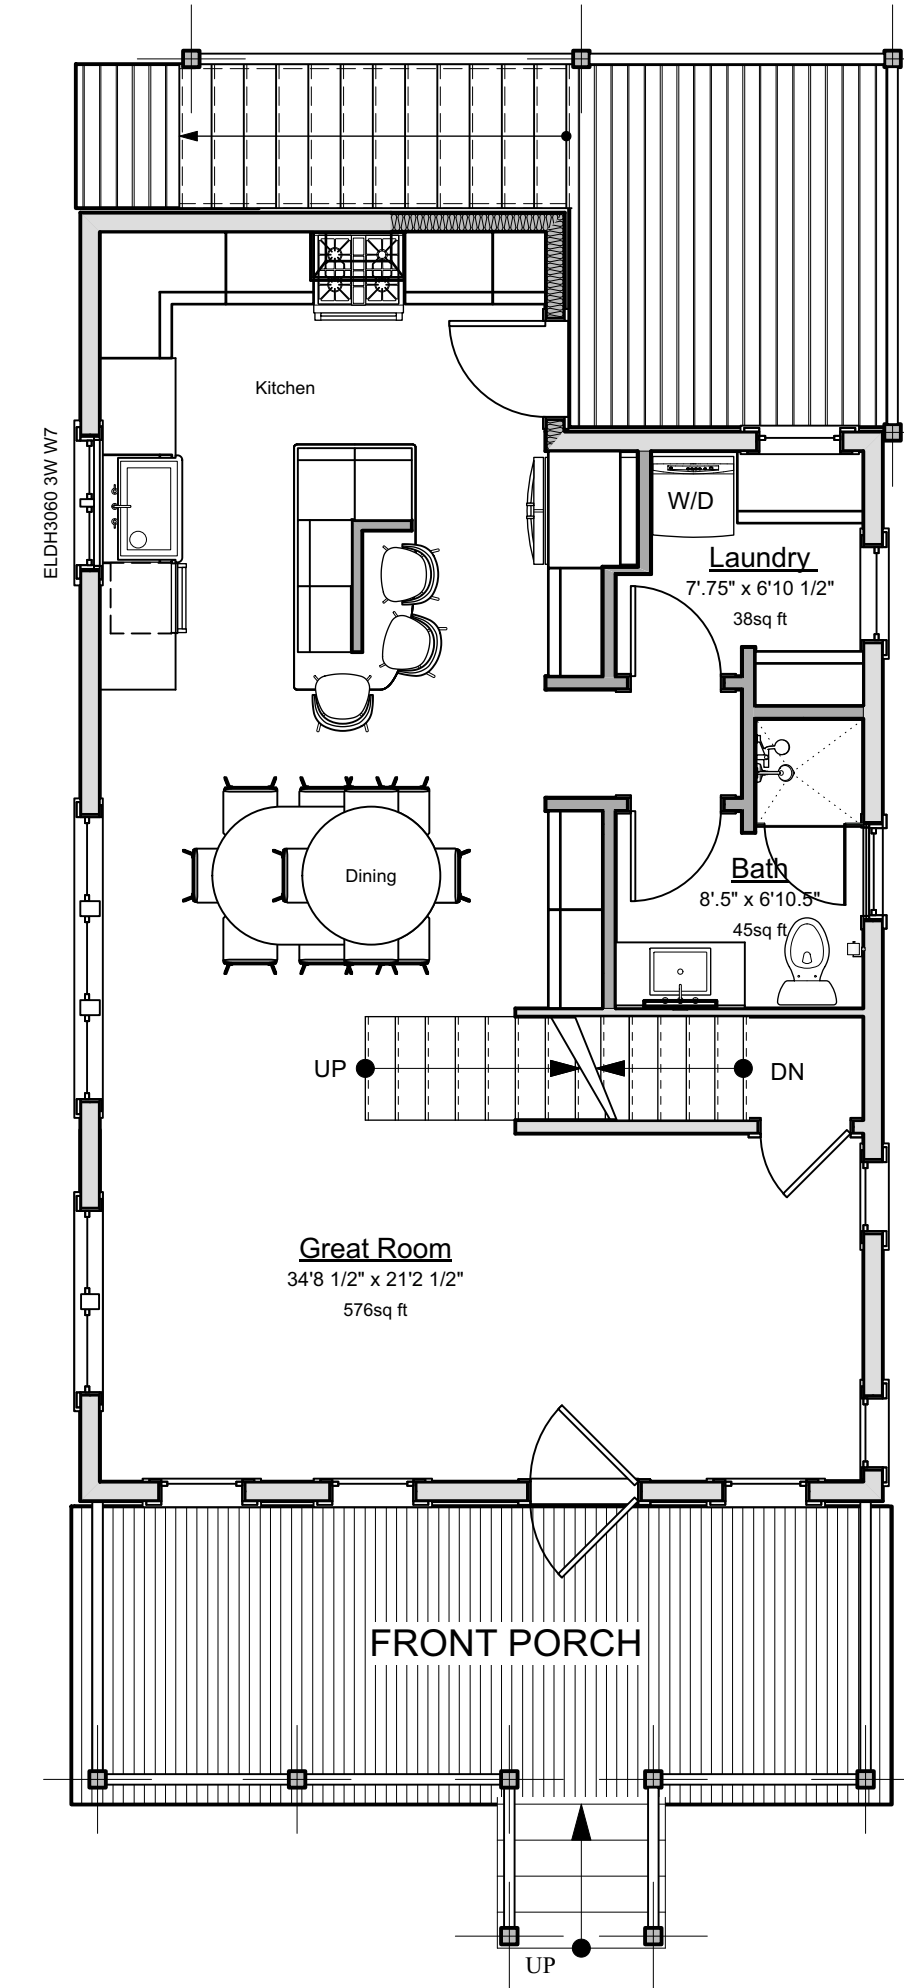 Kitchen
ELDH3060 3W W7
W/D
Laundry
7'.75" x 6'10 1/2"
38sq ft
Dining
Bath
8'.5" x 6'10.5"
45sq ft
UP
DN
Great Room
34'8 1/2" x 21'2 1/2"
576sq ft
FRONT PORCH
UP